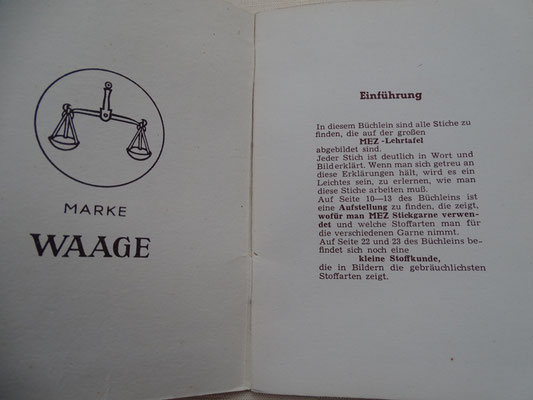 MARKE
WAAGE
Einführung
In diesem Büchlein sind alle Stiche zu
finden, die auf der großen
MEZ-Lehrtafel
abgebildet sind.
Jeder Stich ist deutlich in Wort und
Bild erklärt. Wenn man sich getreu an
diese Erklärungen hält, wird es ein
Leichtes sein, zu erlernen, wie man
diese Stiche arbeiten muß.
Auf Seite 10—13 des Büchleins ist
eine Aufstellung zu finden, die zeigt,
wofür man MEZ Stickgarne verwen-
det und welche Stoffarten man für
die verschiedenen Garne nimmt.
Auf Seite 22 und 23 des Büchleins be-
findet sich noch eine
kleine Stoffkunde,
die in Bildern die gebräuchlichsten
Stoffarten zeigt.